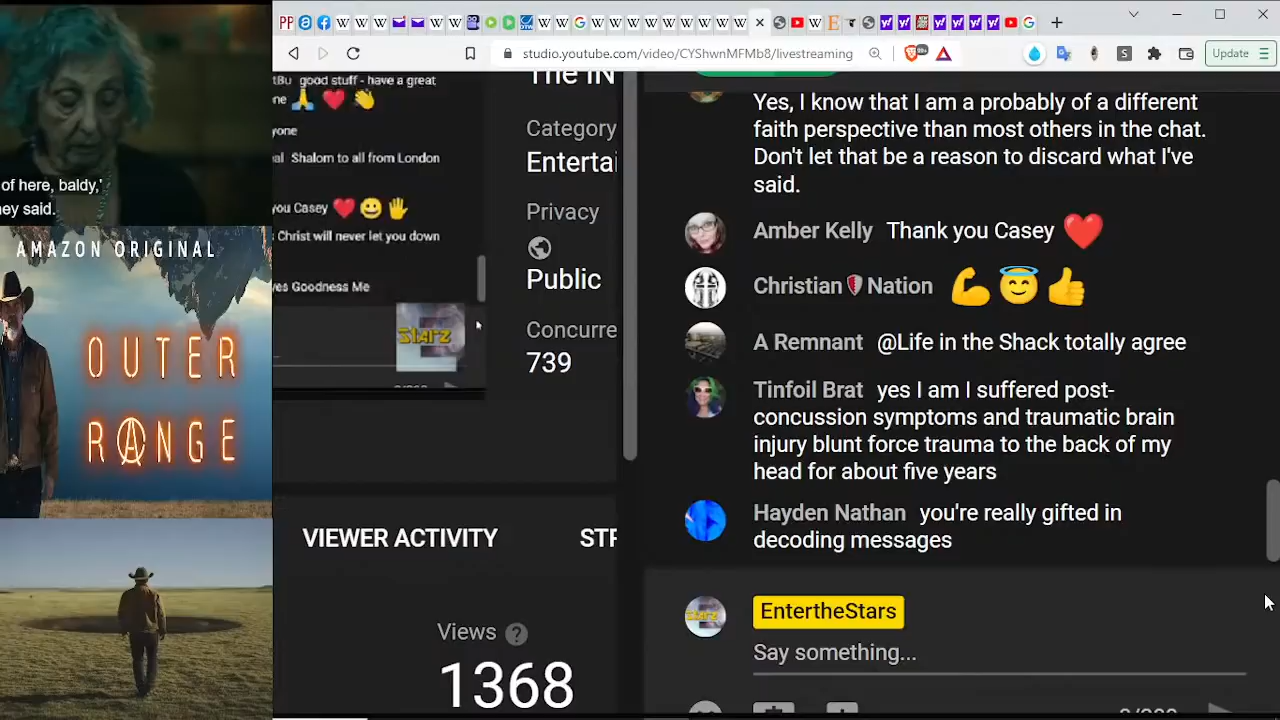 studio.youtube.com/video/CYShwnMFMb8/livestreaming
Update
of here, baldy,'
ey said.
AMAZON ORIGINAL
OUTER
RANGE
good stuff - have a great
Shalom to all from London
you Casey
Christ will never let you down
Goodness Me
Starz
The
Category
Entertai
Privacy
Public
Concurre
739
VIEWER ACTIVITY
Views
1368
Yes, I know that I am a probably of a different
faith perspective than most others in the chat.
Don't let that be a reason to discard what I've
said.
Amber Kelly Thank you Casey ❤️
Christian Nation 💪😇👍
A Remnant @Life in the Shack totally agree
Tinfoil Brat yes I am I suffered post-
concussion symptoms and traumatic brain
injury blunt force trauma to the back of my
head for about five years
Hayden Nathan you're really gifted in
decoding messages
EntertheStars
Say something...